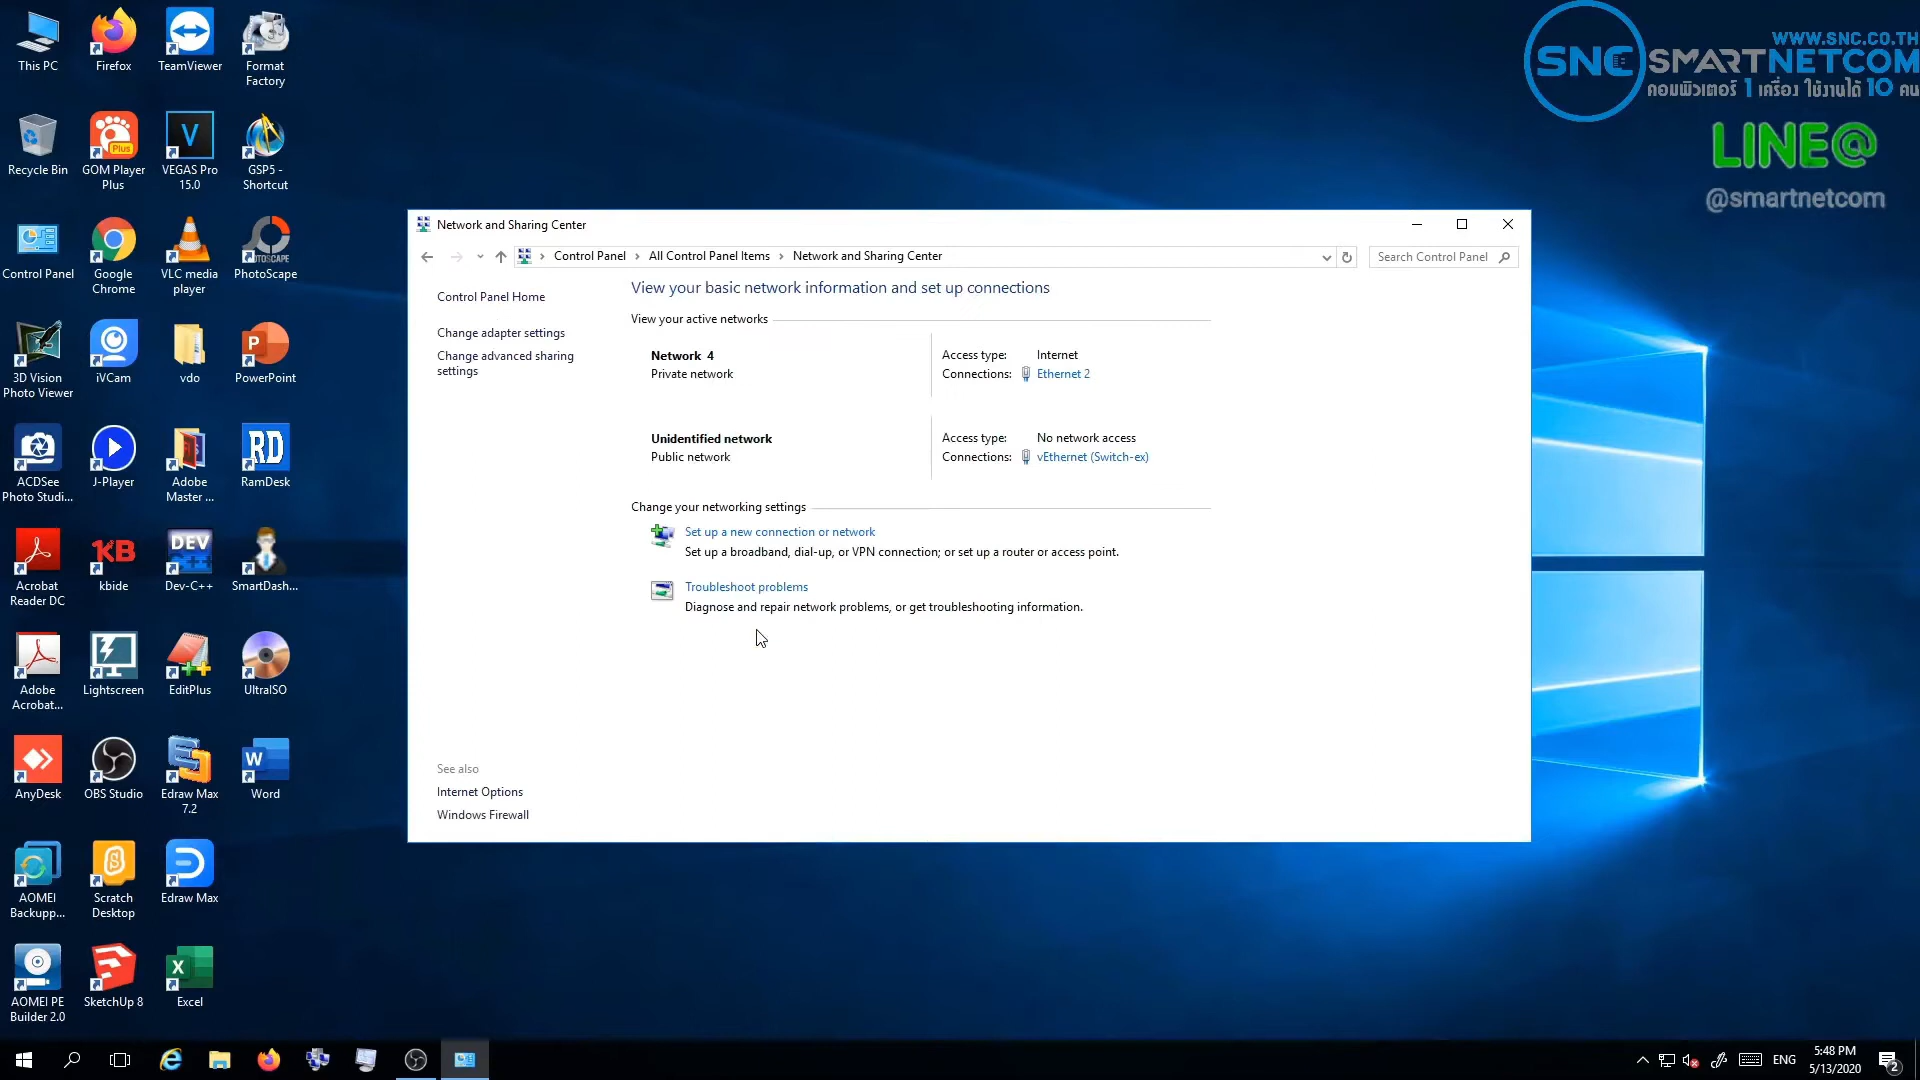 This PC
Firefox
TeamViewer
Format
Factory
Recycle Bin
GOM Player
Plus
VEGAS Pro
15.0
GSP5 -
Shortcut
Control Panel
Google
Chrome
VLC media
player
PhotoScape
3D Vision
Photo Viewer
iVCam
vdo
PowerPoint
ACDSee
Photo Studi...
J-Player
Adobe
Master ...
RamDesk
Acrobat
Reader DC
kbide
Dev-C++
SmartDash...
Adobe
Acrobat...
Lightscreen
EditPlus
UltraISO
AnyDesk
OBS Studio
Edraw Max
7.2
Word
AOMEI
Backupp...
Scratch
Desktop
Edraw Max
AOMEI PE
Builder 2.0
SketchUp 8
Excel
Plus
V
OTOSCAPE
P
RD
KB
DEV
W
X
WWW.SNC.CO.TH
SNC SMARTNETCOM
คอมพิวเตอร์ 1 เครื่อง ใช้งานได้ 10 คน
LINE@
@smartnetcom
Network and Sharing Center
Control Panel > All Control Panel Items > Network and Sharing Center
Search Control Panel
Control Panel Home
Change adapter settings
Change advanced sharing
settings
View your basic network information and set up connections
View your active networks
Network 4
Private network
Access type: Internet
Connections: Ethernet 2
Unidentified network
Public network
Access type: No network access
Connections: vEthernet (Switch-ex)
Change your networking settings
Set up a new connection or network
Set up a broadband, dial-up, or VPN connection; or set up a router or access point.
Troubleshoot problems
Diagnose and repair network problems, or get troubleshooting information.
See also
Internet Options
Windows Firewall
ENG
5:48 PM
5/13/2020
2